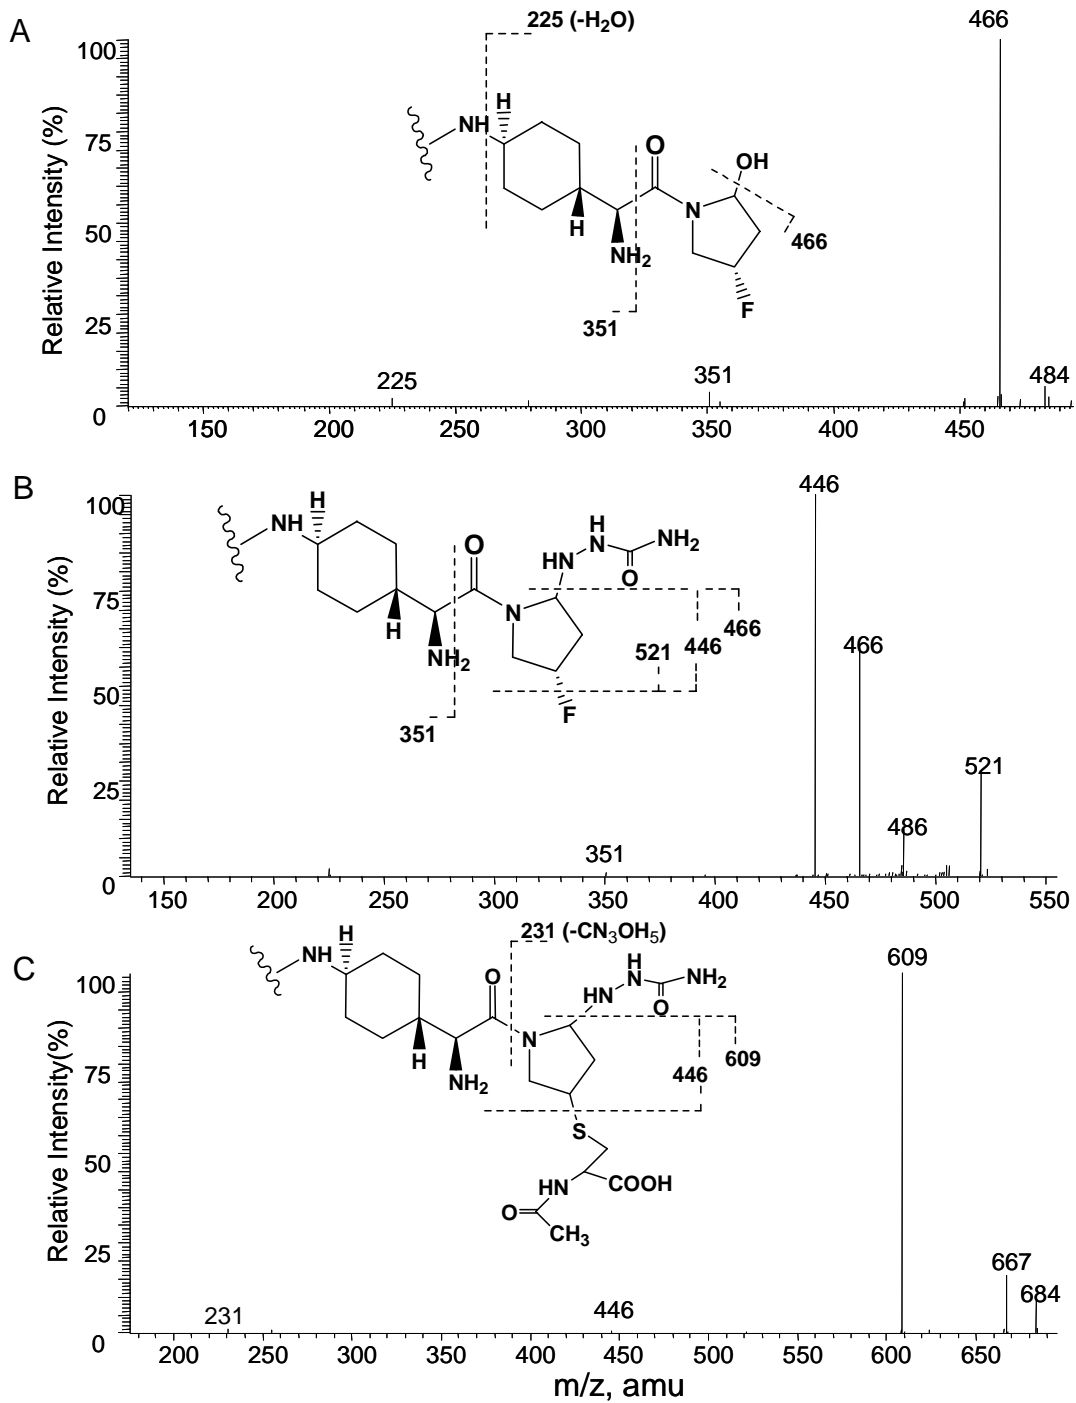 A
225 (-H₂O)
466
100
75
50
25
0
Relative Intensity (%)
H
NH
O
OH
N
H
NH₂
F
466
351
225
351
484
150 200 250 300 350 400 450
B
446
100
75
50
25
0
Relative Intensity (%)
H
NH
O
H
N
NH₂
HN
O
N
H
NH₂
F
521
446
466
351
466
521
486
351
150 200 250 300 350 400 450 500 550
C
231 (-CN₃OH₅)
609
100
75
50
25
0
Relative Intensity(%)
H
NH
O
H
N
NH₂
HN
O
N
H
NH₂
446
609
S
HN
COOH
O
CH₃
667
684
231
446
200 250 300 350 400 450 500 550 600 650
m/z, amu